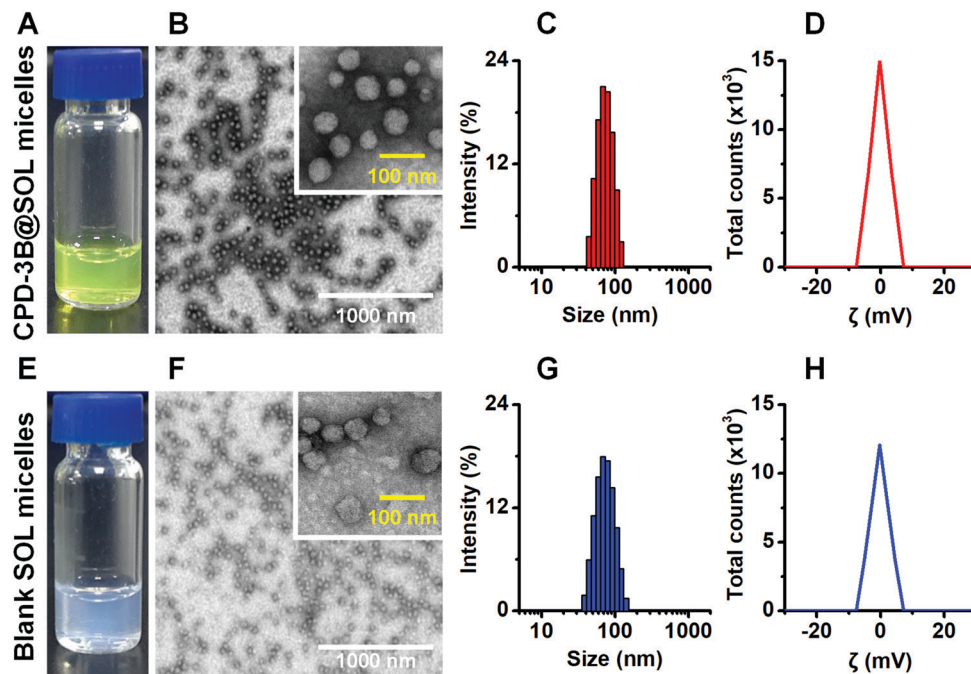 A
B
C
D
CPD-3B@SOL micelles
100 nm
1000 nm
Intensity (%)
24
12
0
10
100
1000
Size (nm)
Total counts (x10³)
15
10
5
0
-20
0
20
ζ (mV)
E
F
G
H
Blank SOL micelles
100 nm
1000 nm
Intensity (%)
24
12
0
10
100
1000
Size (nm)
Total counts (x10³)
15
10
5
0
-20
0
20
ζ (mV)